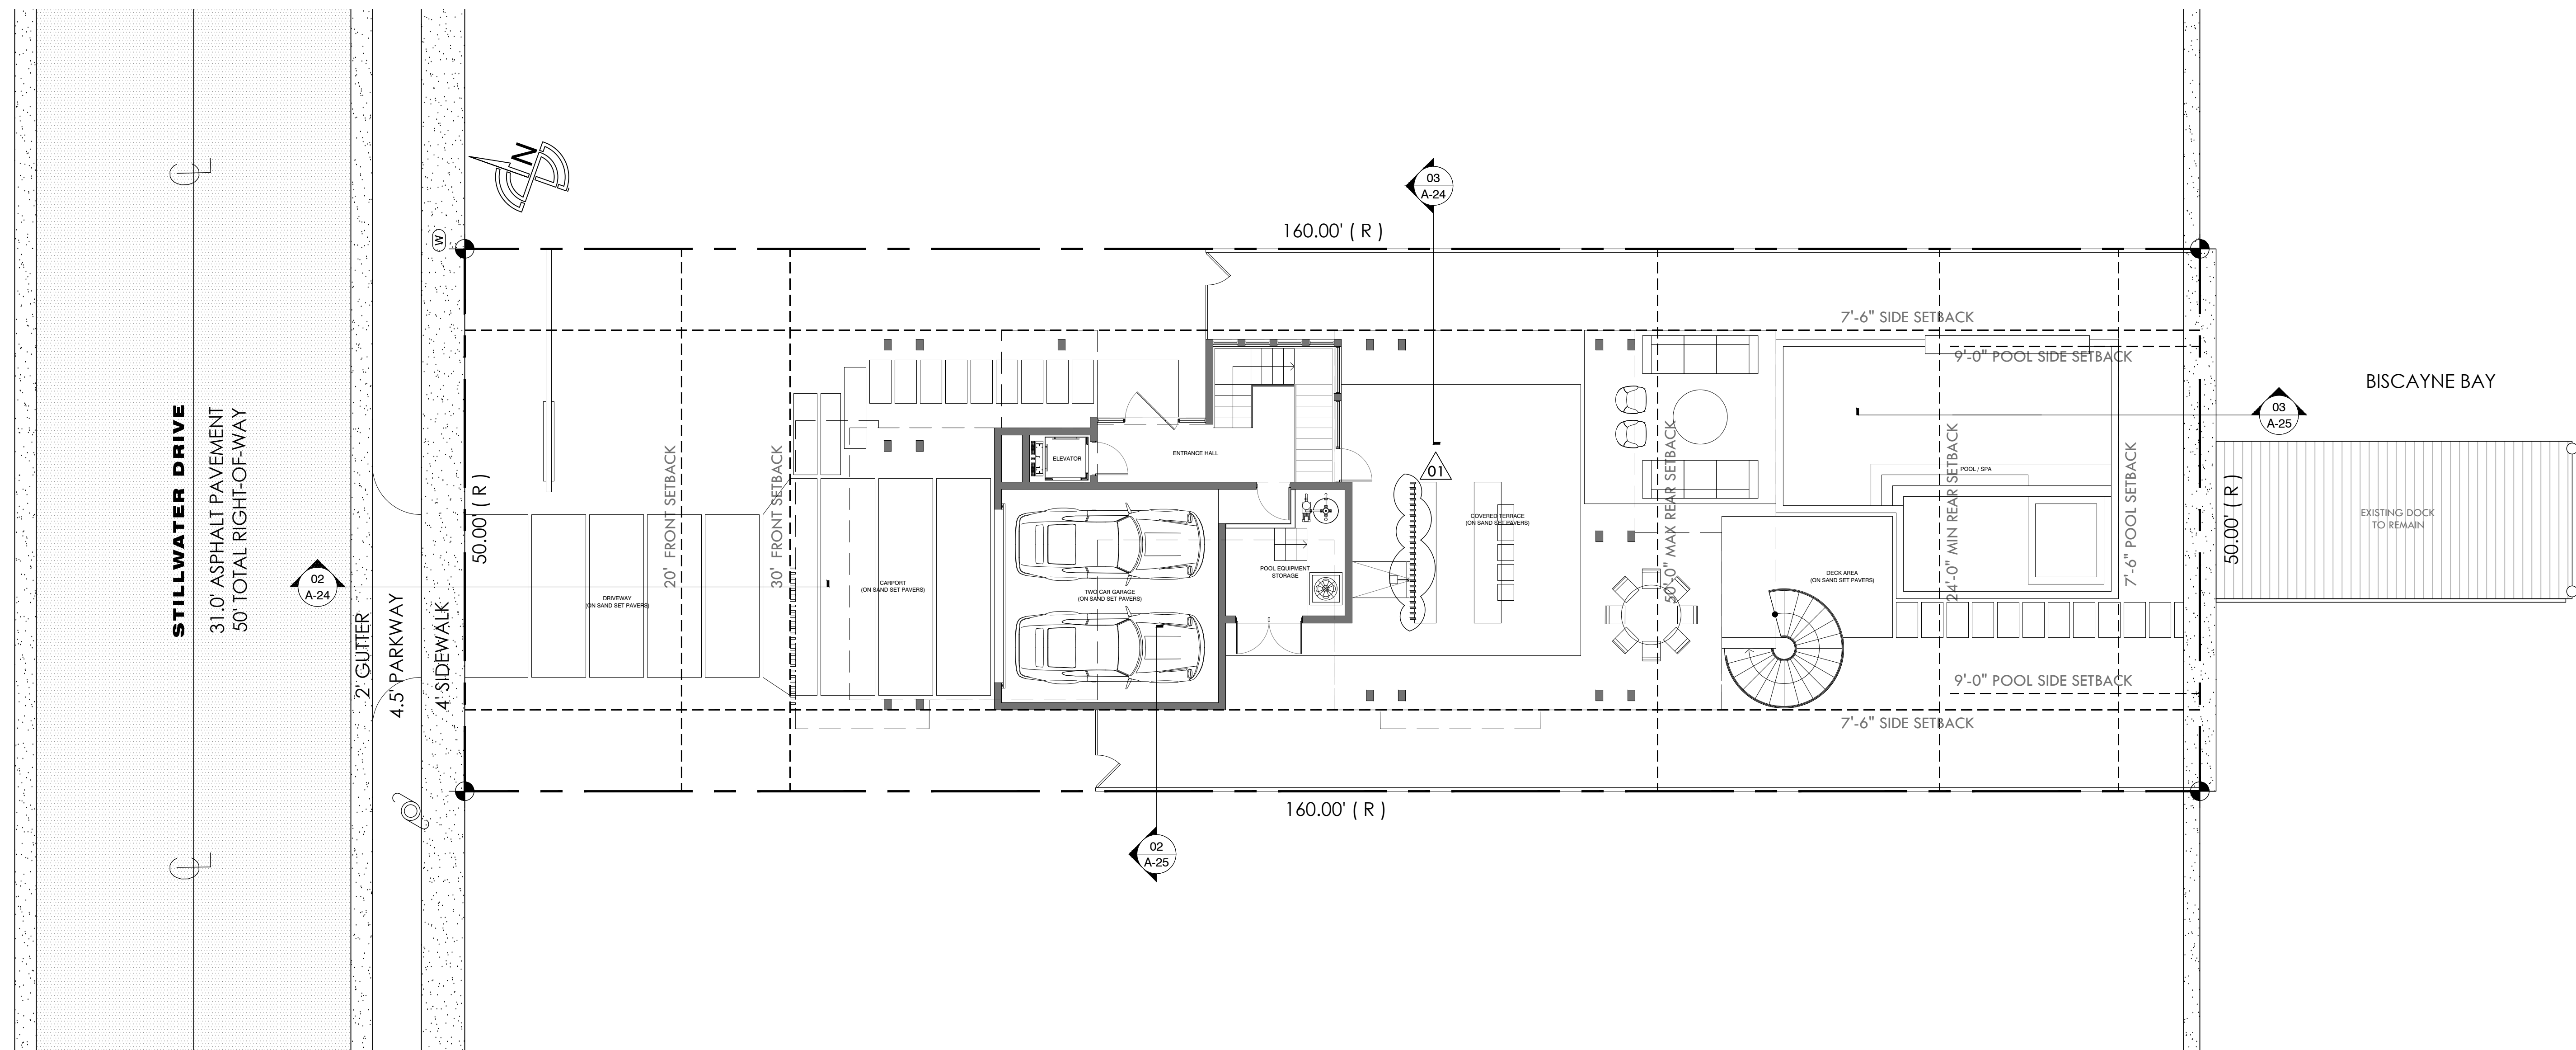 STILLWATER DRIVE
31.0' ASPHALT PAVEMENT
50' TOTAL RIGHT-OF-WAY
2' GUTTER
4.5' PARKWAY
4' SIDEWALK
W
N
50.00' ( R )
160.00' ( R )
03
A-24
02
A-24
20' FRONT SETBACK
30' FRONT SETBACK
DRIVEWAY
(ON SAND SET PAVERS)
CARPORT
(ON SAND SET PAVERS)
ELEVATOR
ENTRANCE HALL
TWO CAR GARAGE
(ON SAND SET PAVERS)
POOL EQUIPMENT
STORAGE
01
COVERED TERRACE
(ON SAND SET PAVERS)
50'-0" MAX REAR SETBACK
7'-6" SIDE SETBACK
9'-0" POOL SIDE SETBACK
POOL / SPA
24'-0" MIN REAR SETBACK
7'-6" POOL SETBACK
DECK AREA
(ON SAND SET PAVERS)
9'-0" POOL SIDE SETBACK
7'-6" SIDE SETBACK
50.00' ( R )
BISCAYNE BAY
03
A-25
EXISTING DOCK
TO REMAIN
160.00' ( R )
02
A-25